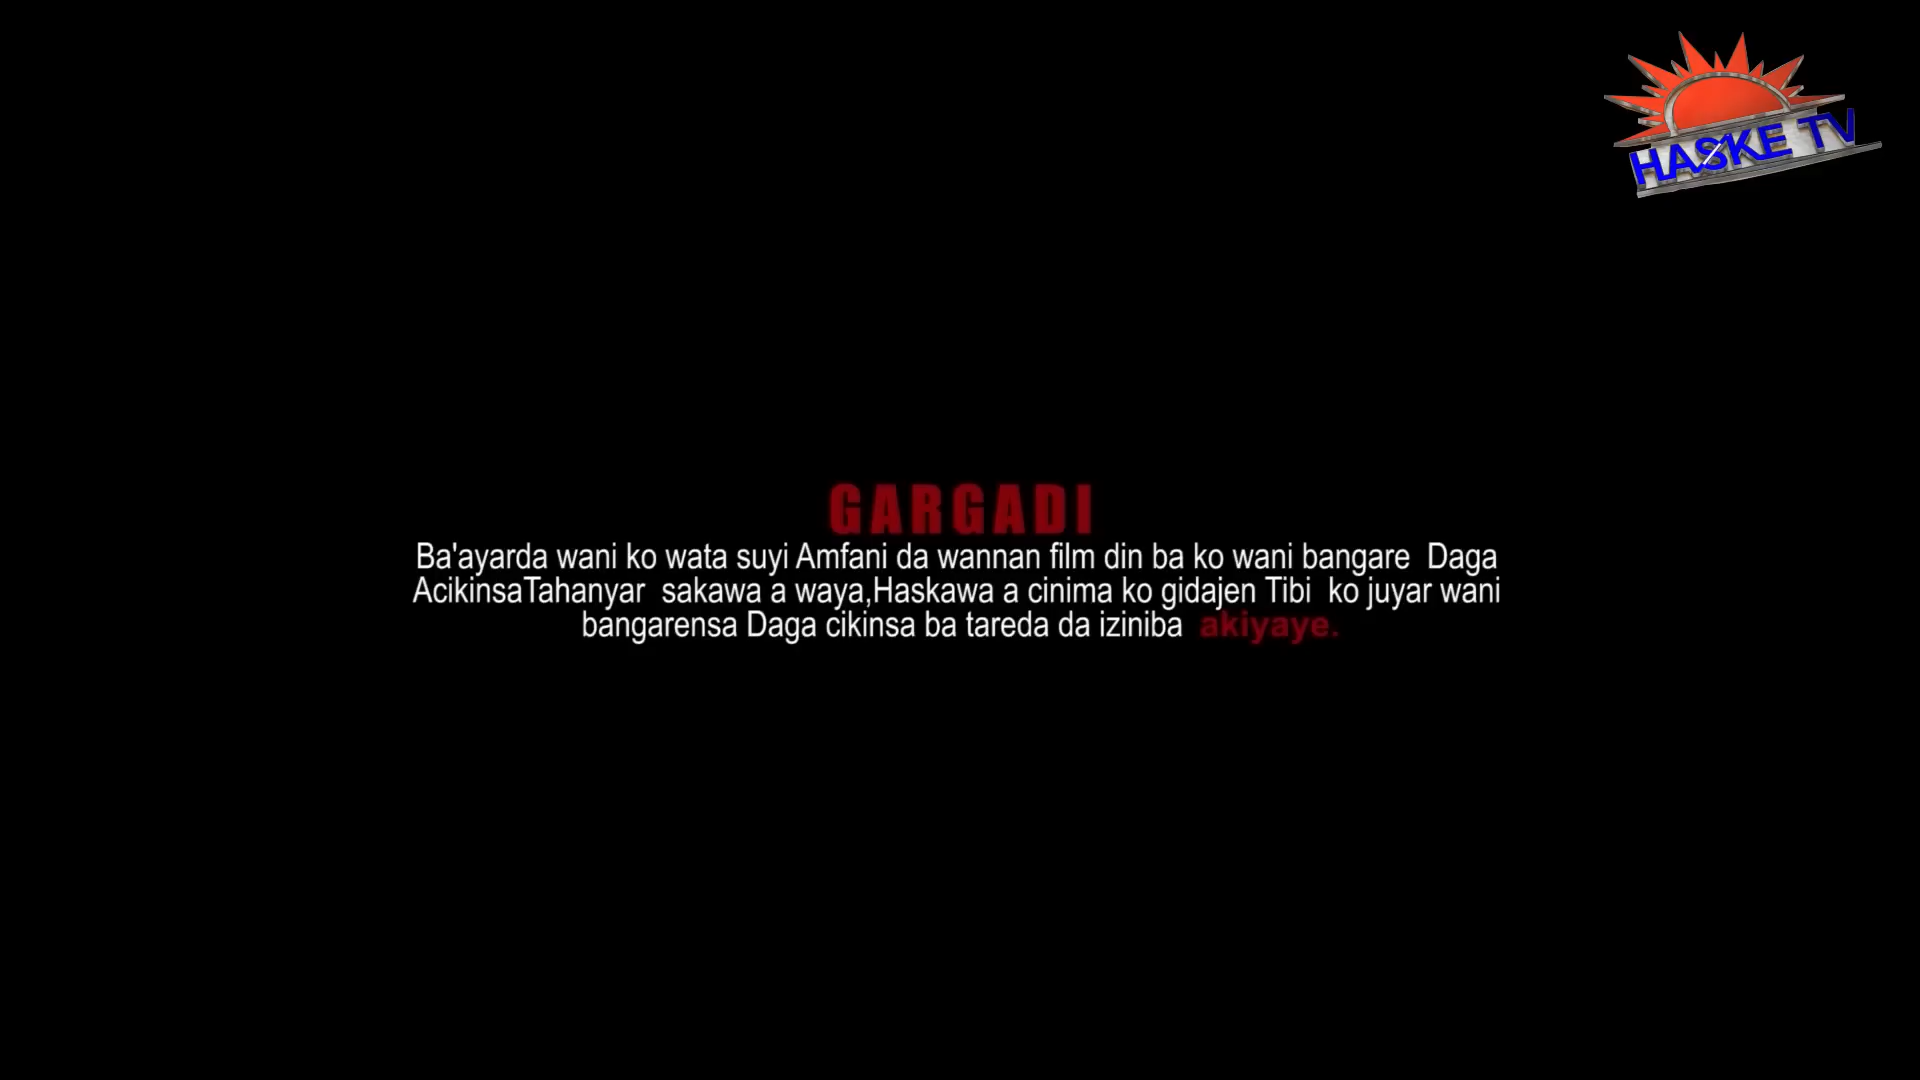 HASKE TV
GARGADI
Ba'ayarda wani ko wata suyi Amfani da wannan film din ba ko wani bangare Daga
AcikinsaTahanyar sakawa a waya,Haskawa a cinima ko gidajen Tibi ko juyar wani
bangarensa Daga cikinsa ba tareda da iziniba akiyaye.